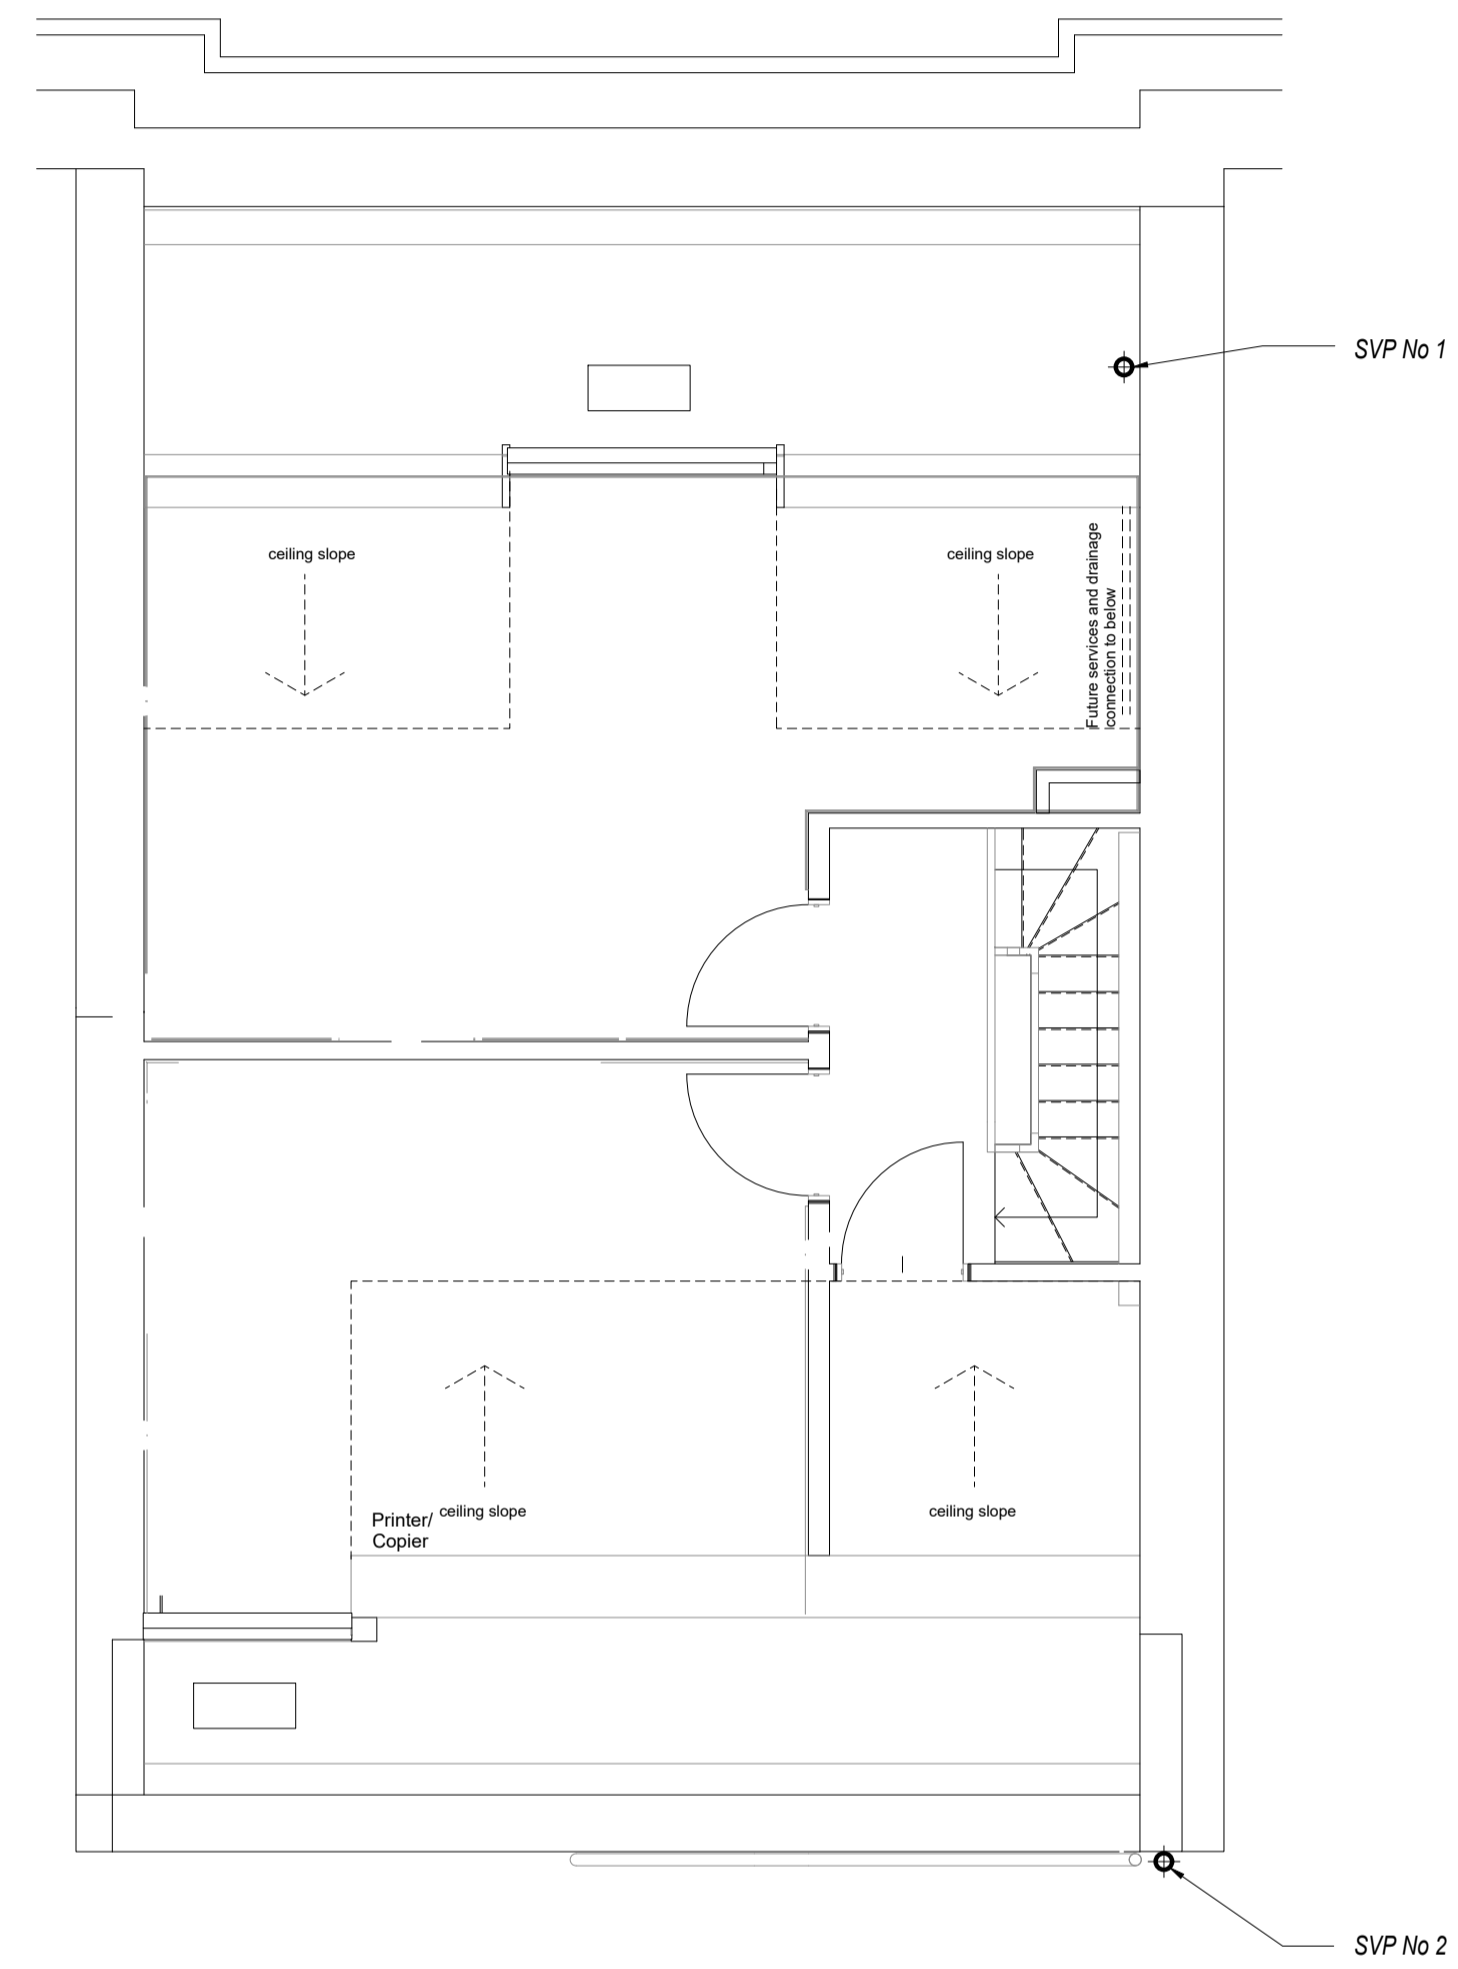 SVP No 1
ceiling slope
ceiling slope
Future services and drainage
connection to below
Printer/
Copier
ceiling slope
ceiling slope
SVP No 2